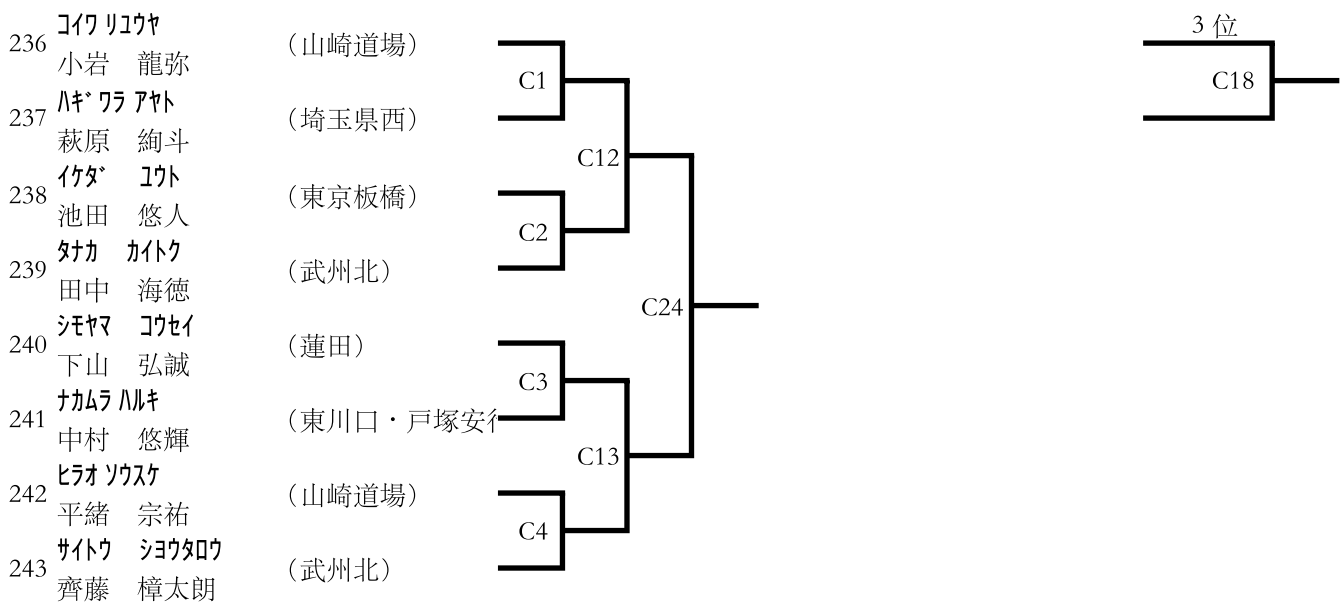 コイワ リユウヤ
236 小岩　龍弥 （山崎道場）
ハギワラ アヤト
237 萩原　絢斗 （埼玉県西）
イケダ　ユウト
238 池田　悠人 （東京板橋）
タナカ　カイトク
239 田中　海徳 （武州北）
シモヤマ　コウセイ
240 下山　弘誠 （蓮田）
ナカムラ ハルキ
241 中村　悠輝 （東川口・戸塚安
ヒラオ ソウスケ
242 平緒　宗祐 （山崎道場）
サイトウ　シヨウタロウ
243 齊藤　樟太朗 （武州北）
C1
C2
C3
C4
C12
C13
C24
3位
C18